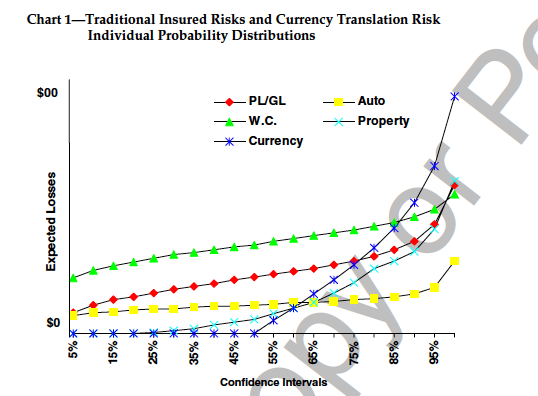 Chart 1—Traditional Insured Risks and Currency Translation Risk
Individual Probability Distributions
$00
PL/GL
Auto
W.C.
Property
Currency
Expected Losses
$0
5%
15%
25%
35%
45%
55%
65%
75%
85%
95%
Confidence Intervals